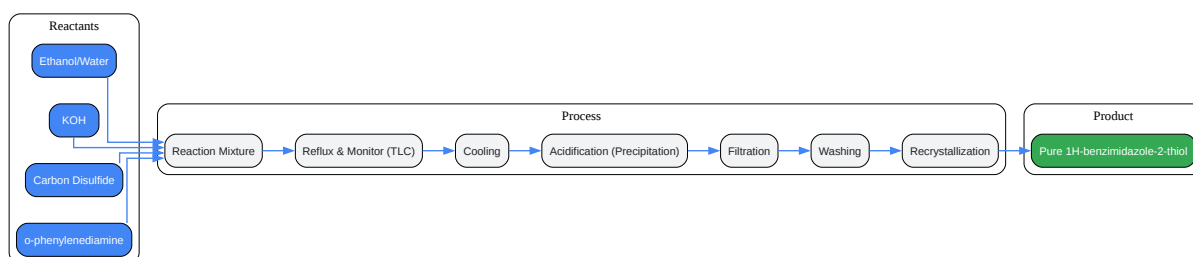 Reactants
Ethanol/Water
KOH
Carbon Disulfide
o-phenylenediamine
Process
Reaction Mixture
Reflux & Monitor (TLC)
Cooling
Acidification (Precipitation)
Filtration
Washing
Recrystallization
Product
Pure 1H-benzimidazole-2-thiol